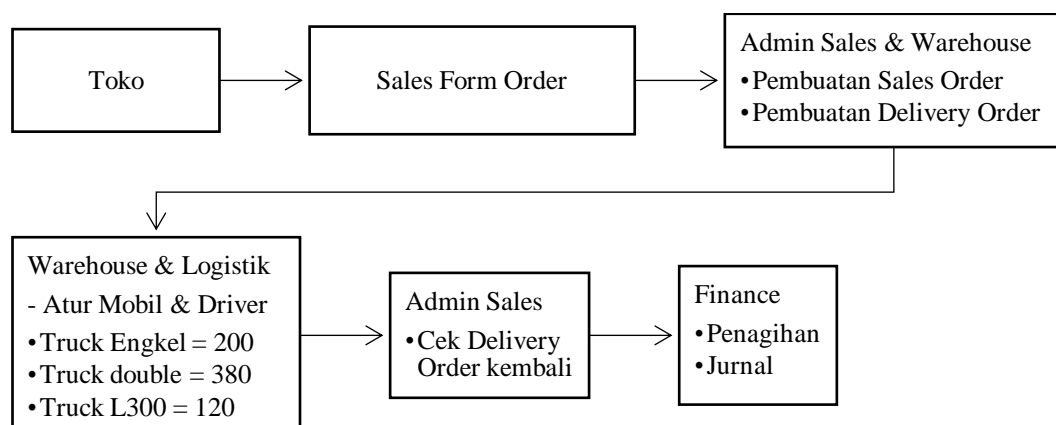 Toko
Sales Form Order
Admin Sales & Warehouse
•Pembuatan Sales Order
•Pembuatan Delivery Order
Warehouse & Logistik
- Atur Mobil & Driver
•Truck Engkel = 200
•Truck double = 380
•Truck L300 = 120
Admin Sales
•Cek Delivery
Order kembali
Finance
•Penagihan
•Jurnal